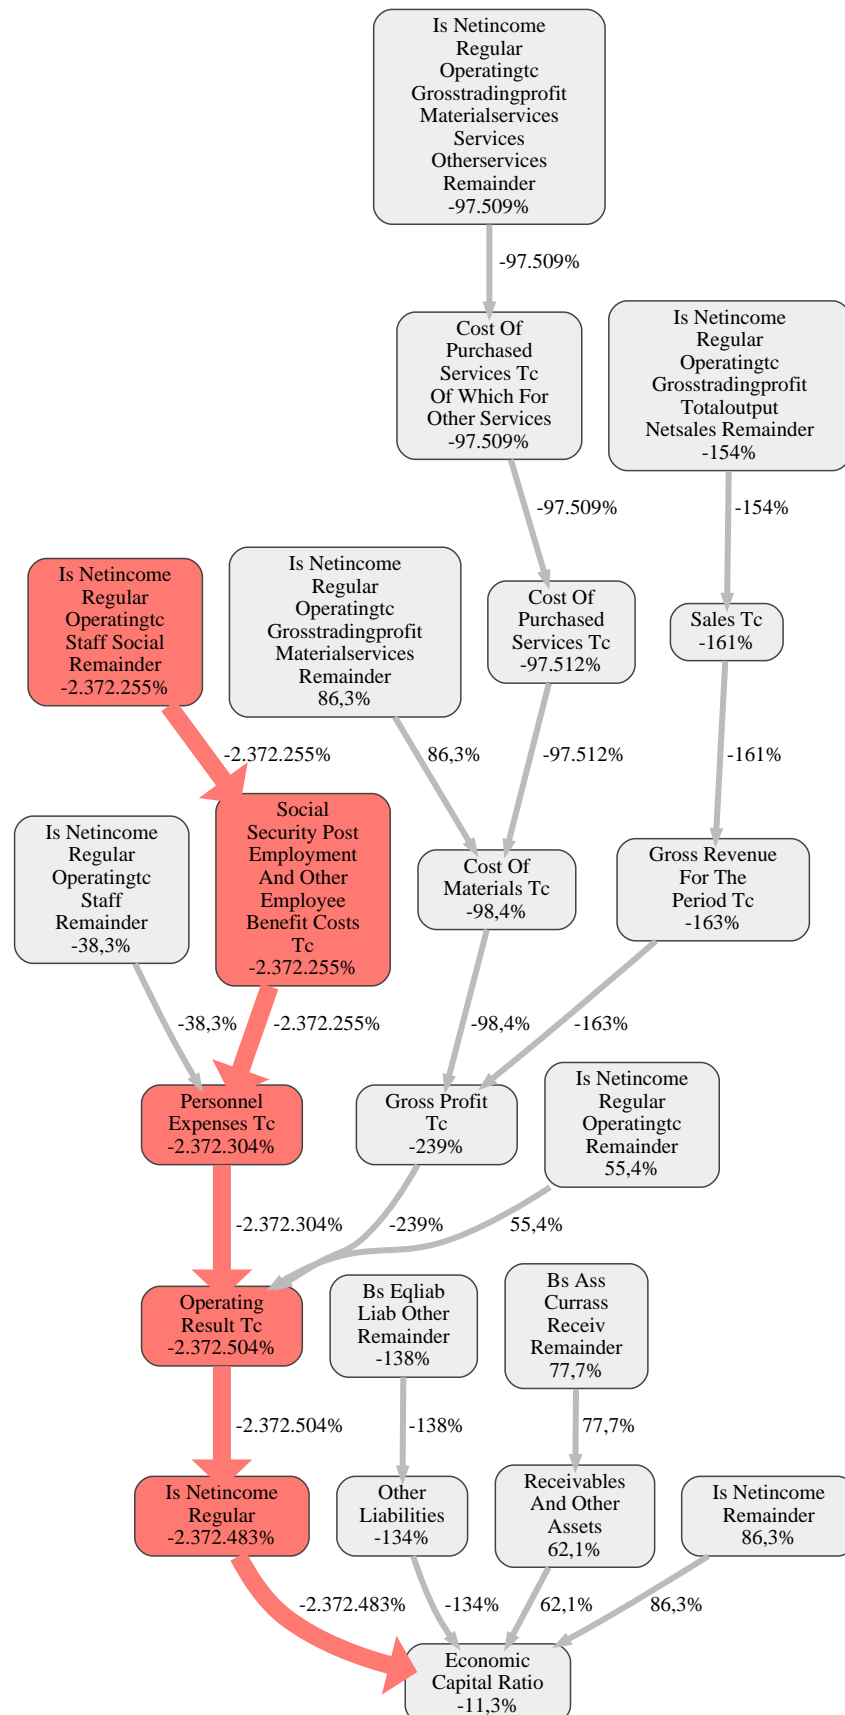 Is Netincome
Regular
Operatingtc
Grosstradingprofit
Materialservices
Services
Otherservices
Remainder
-97.509%
-97.509%
Cost Of
Purchased
Services Tc
Of Which For
Other Services
-97.509%
Is Netincome
Regular
Operatingtc
Grosstradingprofit
Totaloutput
Netsales Remainder
-154%
-97.509%
-154%
Is Netincome
Regular
Operatingtc
Staff Social
Remainder
-2.372.255%
Is Netincome
Regular
Operatingtc
Grosstradingprofit
Materialservices
Remainder
86,3%
Cost Of
Purchased
Services Tc
-97.512%
Sales Tc
-161%
-2.372.255%
86,3%
-97.512%
-161%
Is Netincome
Regular
Operatingtc
Staff
Remainder
-38,3%
Social
Security Post
Employment
And Other
Employee
Benefit Costs
Tc
-2.372.255%
Cost Of
Materials Tc
-98,4%
Gross Revenue
For The
Period Tc
-163%
-38,3%
-2.372.255%
-98,4%
-163%
Personnel
Expenses Tc
-2.372.304%
Gross Profit
Tc
-239%
Is Netincome
Regular
Operatingtc
Remainder
55,4%
-2.372.304%
-239%
55,4%
Operating
Result Tc
-2.372.504%
Bs Eqliab
Liab Other
Remainder
-138%
Bs Ass
Currass
Receiv
Remainder
77,7%
-2.372.504%
-138%
77,7%
Is Netincome
Regular
-2.372.483%
Other
Liabilities
-134%
Receivables
And Other
Assets
62,1%
Is Netincome
Remainder
86,3%
-2.372.483%
-134%
62,1%
86,3%
Economic
Capital Ratio
-11,3%